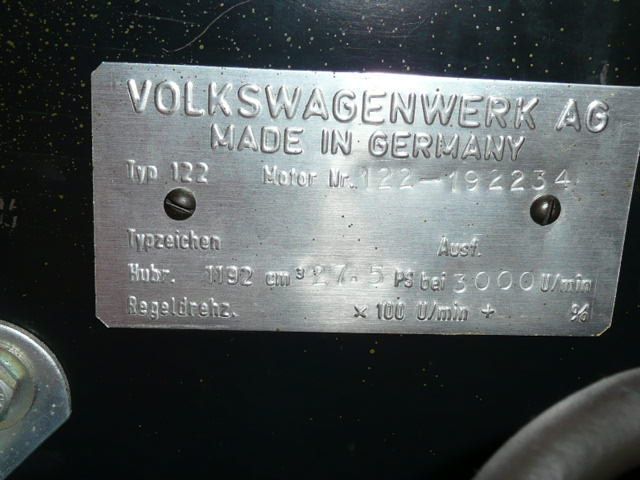 VOLKSWAGENWERK AG
MADE IN GERMANY
Typ 122 Motor Nr. 122-192234
Typzeichen Ausf.
Hubr. 1192 cm³ 27.5 PS bei 3000 U/min
Regeldrehz. × 100 U/min + %